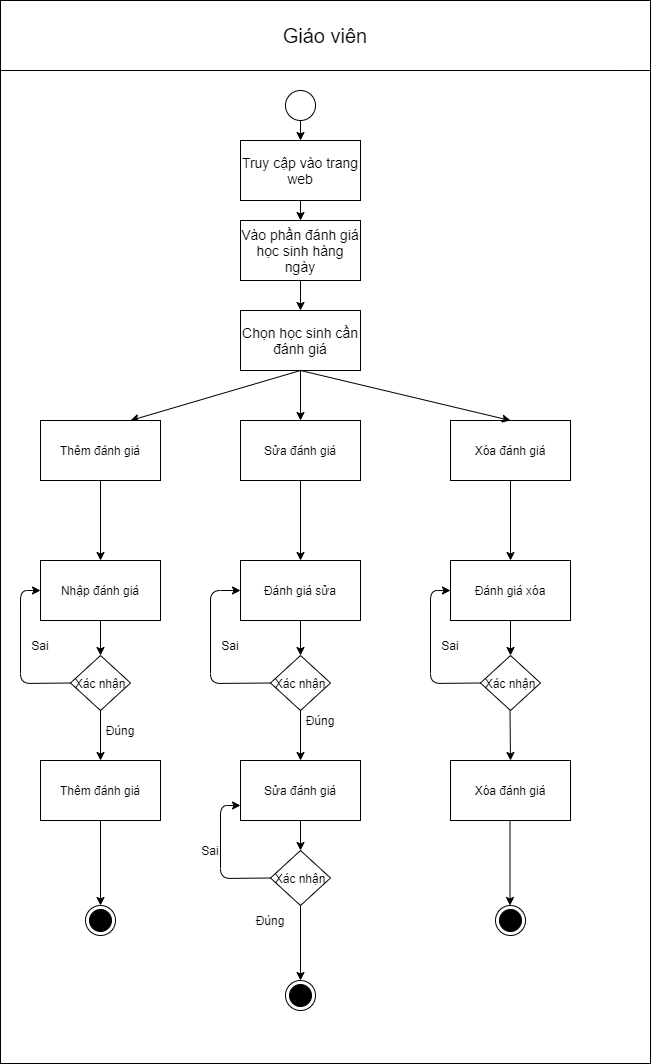 Giáo viên
Truy cập vào trang
web
Vào phần đánh giá
học sinh hàng
ngày
Chọn học sinh cần
đánh giá
Thêm đánh giá
Sửa đánh giá
Xóa đánh giá
Nhập đánh giá
Đánh giá sửa
Đánh giá xóa
Sai
Sai
Sai
Xác nhận
Xác nhận
Xác nhận
Đúng
Đúng
Thêm đánh giá
Sửa đánh giá
Xóa đánh giá
Sai
Xác nhận
Đúng